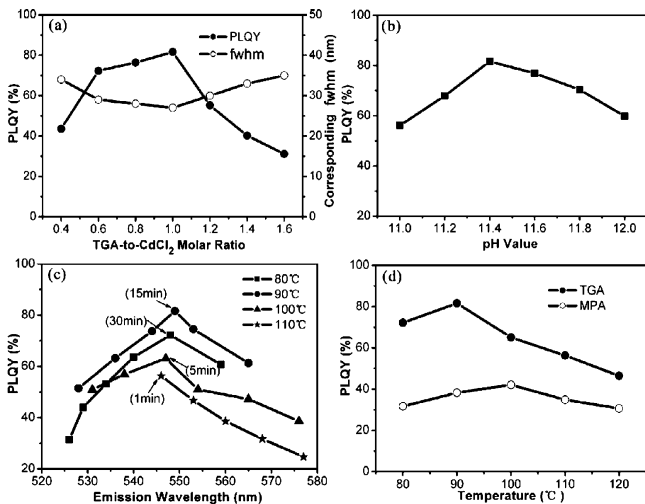 (a)
PLQY
fwhm
PLQY (%)
Corresponding fwhm (nm)
100
80
60
40
20
0
50
40
30
20
10
0
0.4 0.6 0.8 1.0 1.2 1.4 1.6
TGA-to-CdCl₂ Molar Ratio
(b)
PLQY (%)
100
80
60
40
20
11.0 11.2 11.4 11.6 11.8 12.0
pH Value
(c)
80℃
90℃
100℃
110℃
(15min)
(30min)
(5min)
(1min)
PLQY (%)
100
80
60
40
20
520 530 540 550 560 570 580
Emission Wavelength (nm)
(d)
TGA
MPA
PLQY (%)
100
80
60
40
20
0
80 90 100 110 120
Temperature (℃)